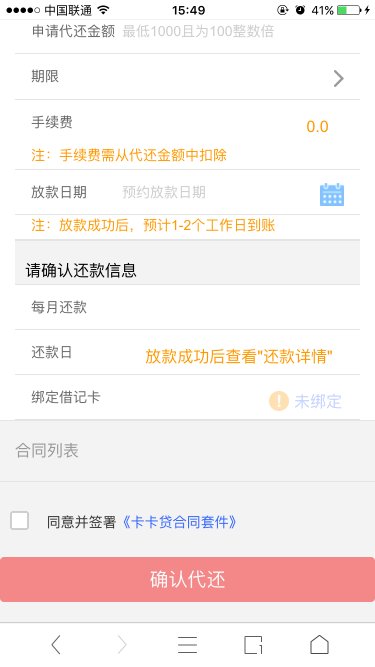 中国联通 15:49 41%
申请代还金额 最低1000且为100整数倍
期限
手续费 0.0
注：手续费需从代还金额中扣除
放款日期 预约放款日期
注：放款成功后，预计1-2个工作日到账
请确认还款信息
每月还款
还款日 放款成功后查看"还款详情"
绑定借记卡 未绑定
合同列表
同意并签署《卡卡贷合同套件》
确认代还
1